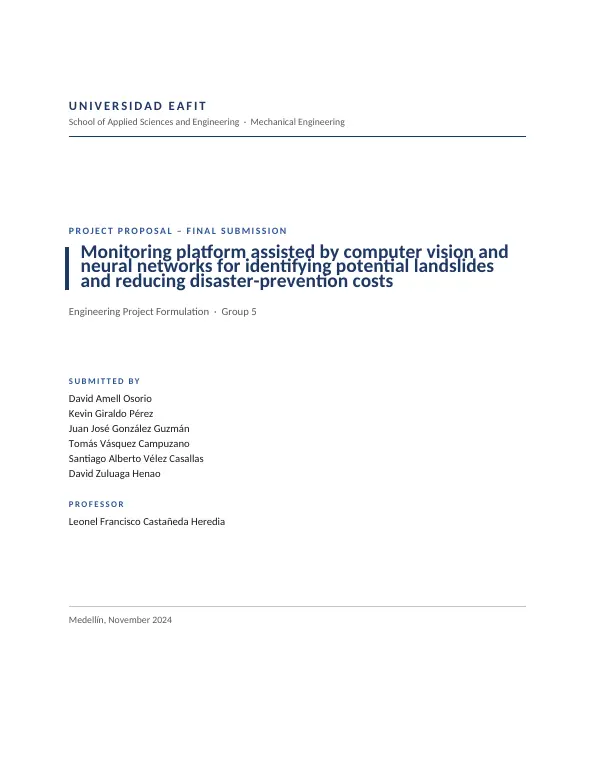 UNIVERSIDAD EAFIT
School of Applied Sciences and Engineering · Mechanical Engineering
PROJECT PROPOSAL – FINAL SUBMISSION
Monitoring platform assisted by computer vision and
neural networks for identifying potential landslides
and reducing disaster-prevention costs
Engineering Project Formulation · Group 5
SUBMITTED BY
David Amell Osorio
Kevin Giraldo Pérez
Juan José González Guzmán
Tomás Vásquez Campuzano
Santiago Alberto Vélez Casallas
David Zuluaga Henao
PROFESSOR
Leonel Francisco Castañeda Heredia
Medellín, November 2024